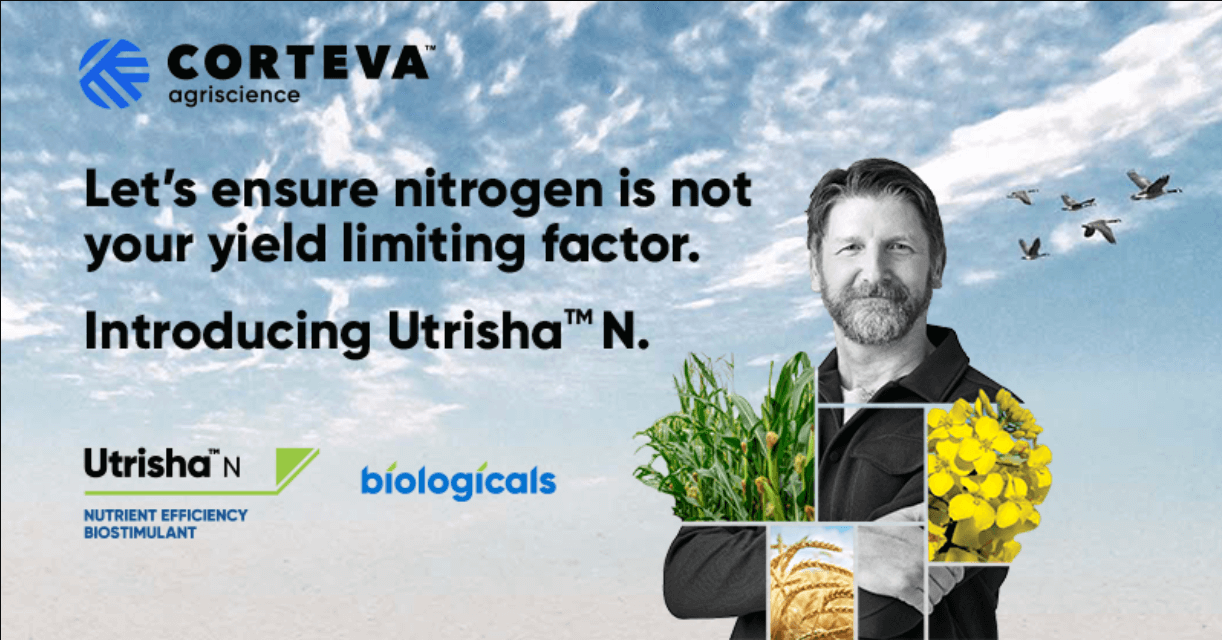 CORTEVA™
agriscience
Let's ensure nitrogen is not
your yield limiting factor.
Introducing Utrisha™ N.
Utrisha™ N
NUTRIENT EFFICIENCY
BIOSTIMULANT
biologicals